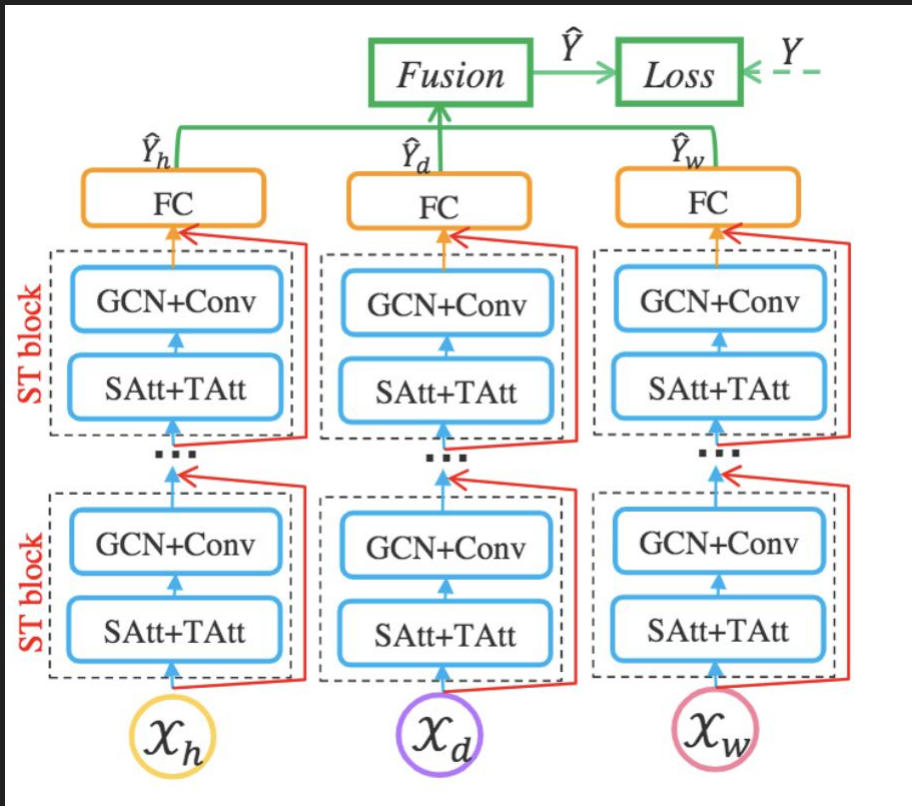 Fusion Ŷ Loss Y
Ŷh Ŷd Ŷw
FC FC FC
ST block
GCN+Conv GCN+Conv GCN+Conv
SAtt+TAtt SAtt+TAtt SAtt+TAtt
... ... ...
ST block
GCN+Conv GCN+Conv GCN+Conv
SAtt+TAtt SAtt+TAtt SAtt+TAtt
𝒳h 𝒳d 𝒳w